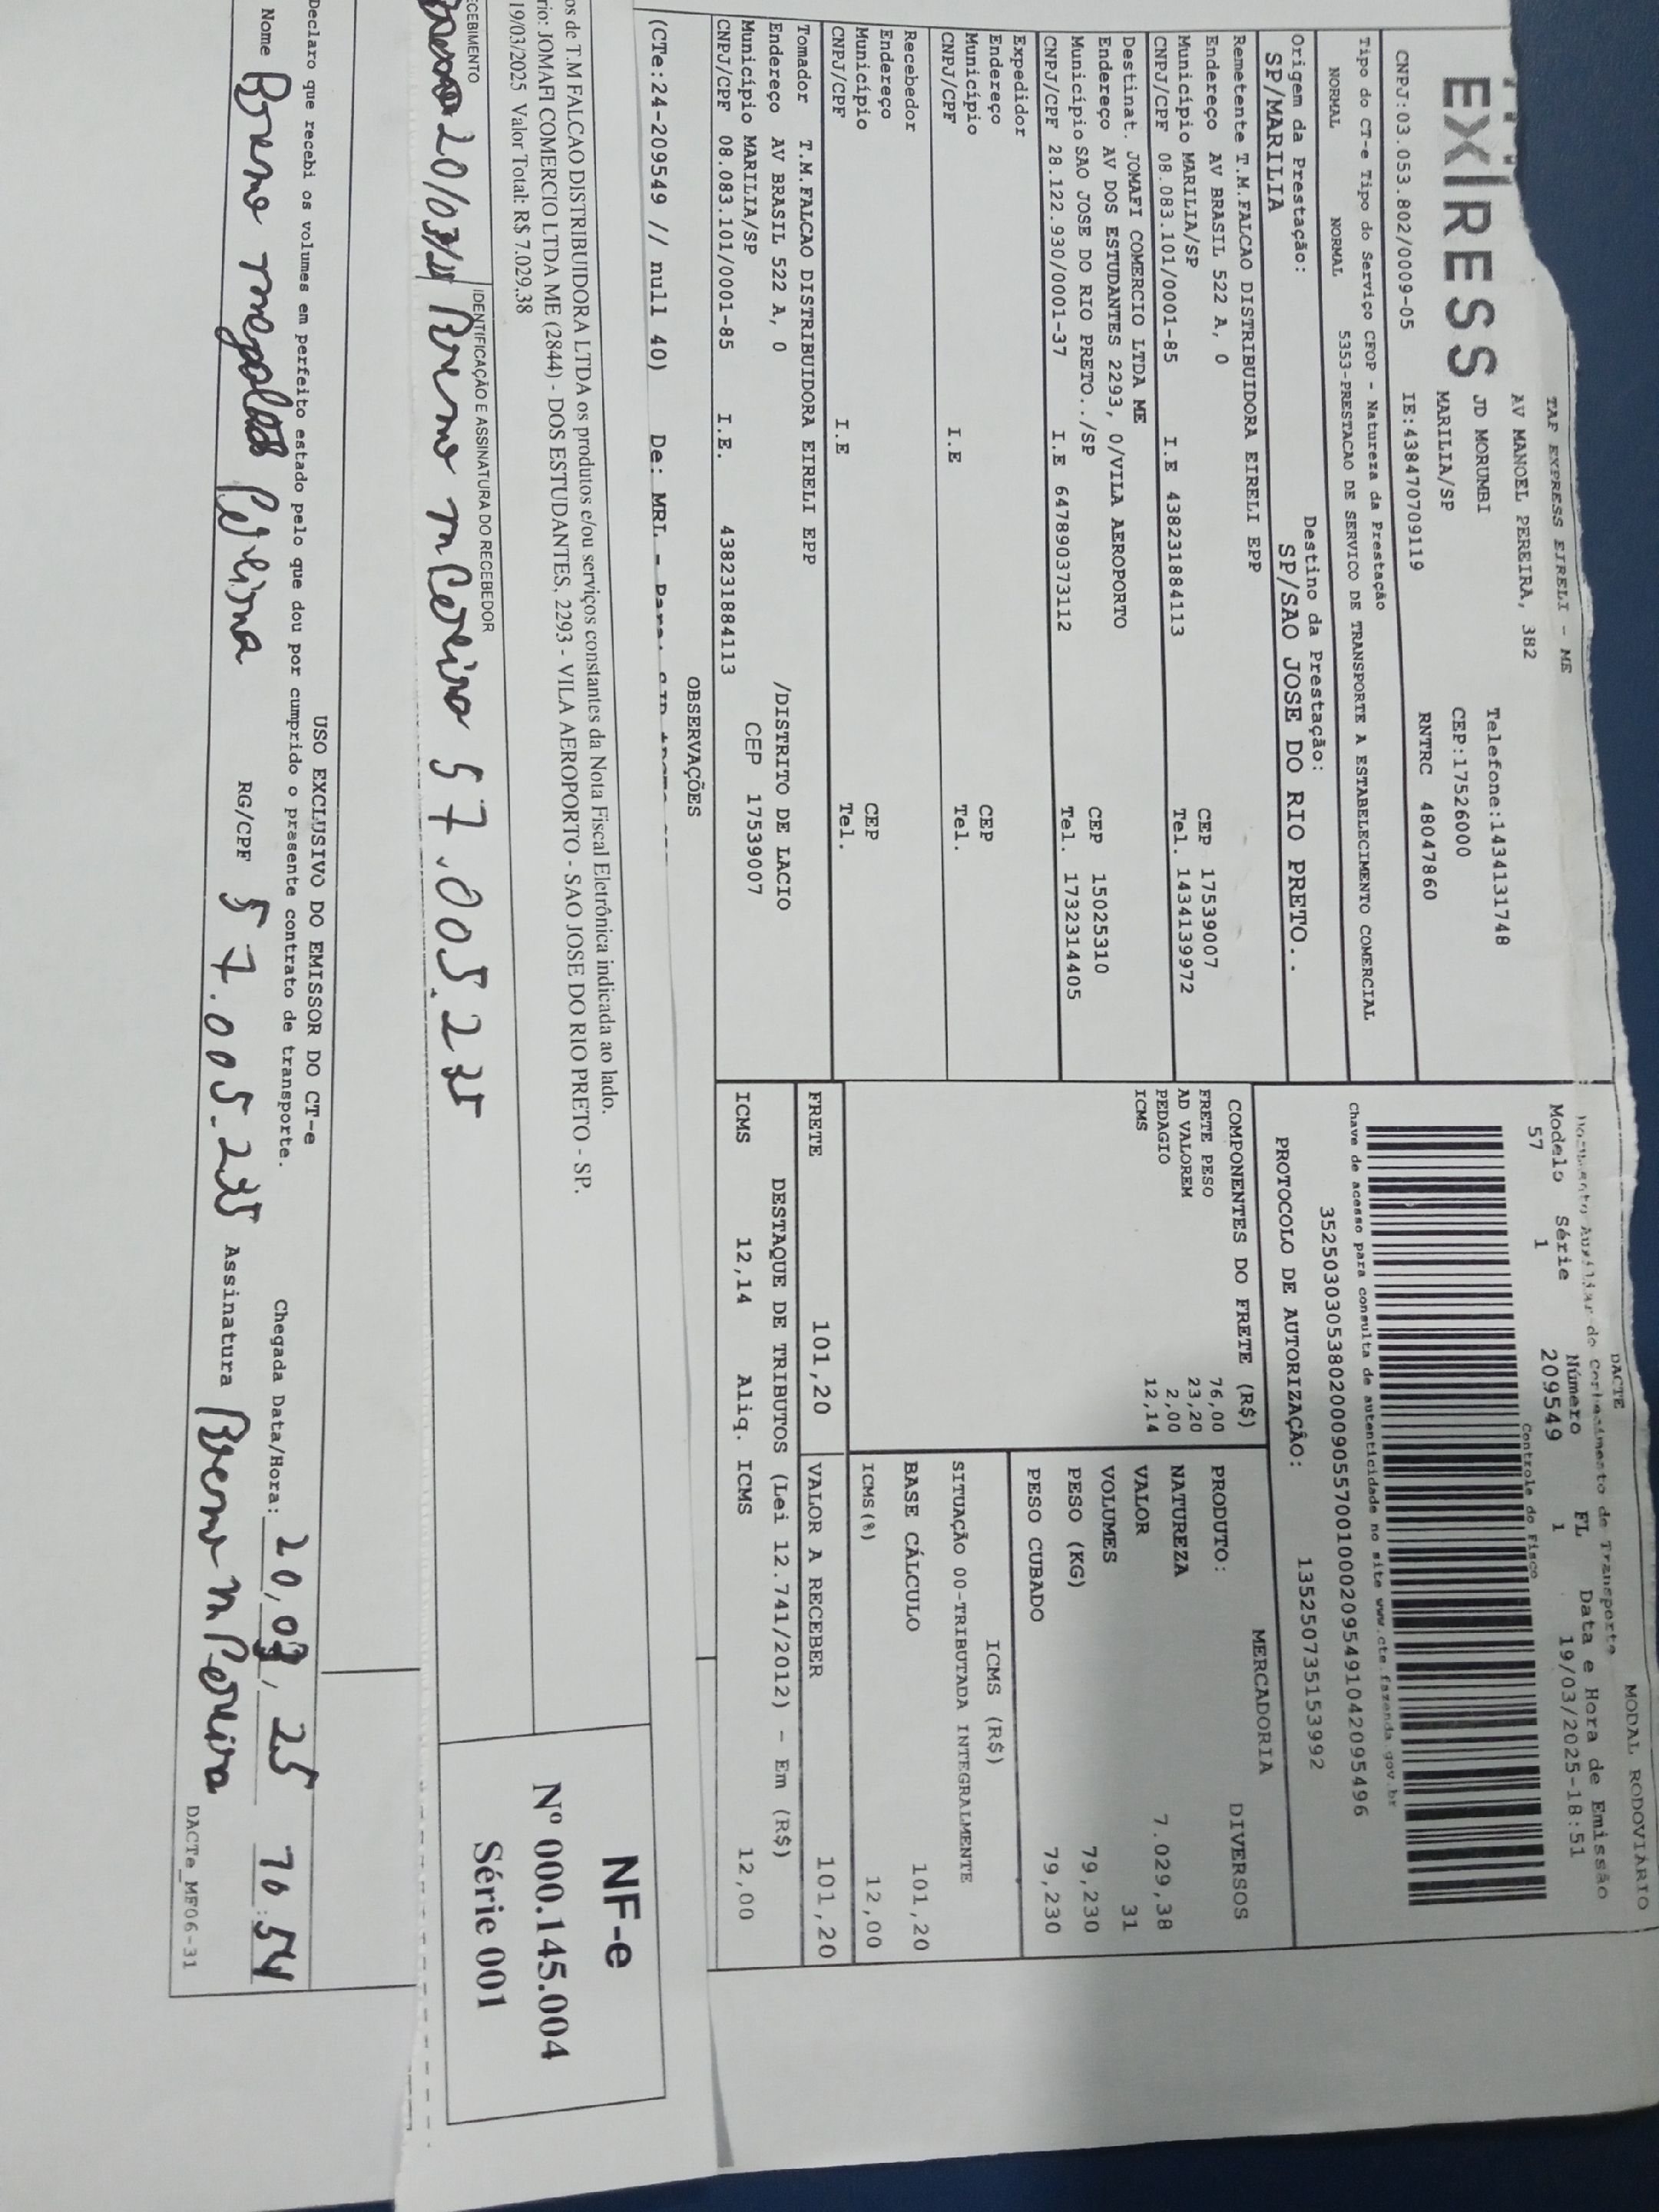 TAF EXPRESS EIRELI - ME
EXPRESS
AV MANOEL PEREIRA, 382
Telefone:1434131748
JD MORUMBI
CEP:17526000
MARILIA/SP
RNTRC 48047860
CNPJ:03.053.802/0009-05 IE:438470709119
Tipo do CT-e Tipo do Serviço CFOP - Natureza da Prestação
NORMAL NORMAL 5353-PRESTACAO DE SERVICO DE TRANSPORTE A ESTABELECIMENTO COMERCIAL
Origem da Prestação: Destino da Prestação:
SP/MARILIA SP/SAO JOSE DO RIO PRETO..
DACTE MODAL RODOVIÁRIO
Documento Auxiliar do Conhecimento de Transporte
Modelo Série Número FL Data e Hora de Emissão
57 1 209549 1 19/03/2025-18:51
Controle do Fisco
Chave de acesso para consulta de autenticidade no site www.cte.fazenda.gov.br
35250303053802000905570010002095491042095496
PROTOCOLO DE AUTORIZAÇÃO: 135250735153992
Remetente T.M.FALCAO DISTRIBUIDORA EIRELI EPP
Endereço AV BRASIL 522 A, 0 CEP 17539007
Município MARILIA/SP Tel. 1434139972
CNPJ/CPF 08.083.101/0001-85 I.E 438231884113
Destinat. JOMAFI COMERCIO LTDA ME
Endereço AV DOS ESTUDANTES 2293, 0/VILA AEROPORTO
Município SAO JOSE DO RIO PRETO../SP CEP 15025310
CNPJ/CPF 28.122.930/0001-37 I.E 647890373112 Tel. 1732314405
Expedidor
Endereço
Município CEP
CNPJ/CPF I.E Tel.
Recebedor
Endereço
Município CEP
CNPJ/CPF I.E Tel.
Tomador T.M.FALCAO DISTRIBUIDORA EIRELI EPP
Endereço AV BRASIL 522 A, 0 /DISTRITO DE LACIO
Município MARILIA/SP CEP 17539007
CNPJ/CPF 08.083.101/0001-85 I.E. 438231884113
COMPONENTES DO FRETE (R$)
FRETE PESO 76,00
AD VALOREM 23,20
PEDAGIO 2,00
ICMS 12,14
MERCADORIA
PRODUTO: DIVERSOS
NATUREZA
VALOR 7.029,38
VOLUMES 31
PESO (KG) 79,230
PESO CUBADO 79,230
ICMS (R$)
SITUAÇÃO 00-TRIBUTADA INTEGRALMENTE
BASE CÁLCULO 101,20
ICMS(%) 12,00
FRETE 101,20 VALOR A RECEBER 101,20
DESTAQUE DE TRIBUTOS (Lei 12.741/2012) - Em (R$)
ICMS 12,14 Aliq. ICMS 12,00
OBSERVAÇÕES
(CTe:24-209549 // null 40) De: MRL -
os de T.M FALCAO DISTRIBUIDORA LTDA os produtos e/ou serviços constantes da Nota Fiscal Eletrônica indicada ao lado.
rio: JOMAFI COMERCIO LTDA ME (2844) - DOS ESTUDANTES, 2293 - VILA AEROPORTO - SAO JOSE DO RIO PRETO - SP.
19/03/2025 Valor Total: R$ 7.029,38
NF-e
Nº 000.145.004
Série 001
CEBIMENTO IDENTIFICAÇÃO E ASSINATURA DO RECEBEDOR
20/03/25 Breno m Pereira 57.005.235
USO EXCLUSIVO DO EMISSOR DO CT-e
Declaro que recebi os volumes em perfeito estado pelo que dou por cumprido o presente contrato de transporte.
Chegada Data/Hora: 20,03,25 10:54
Nome Breno Pereira RG/CPF 57.005.235 Assinatura Breno m Pereira
DACTe_MF06-31